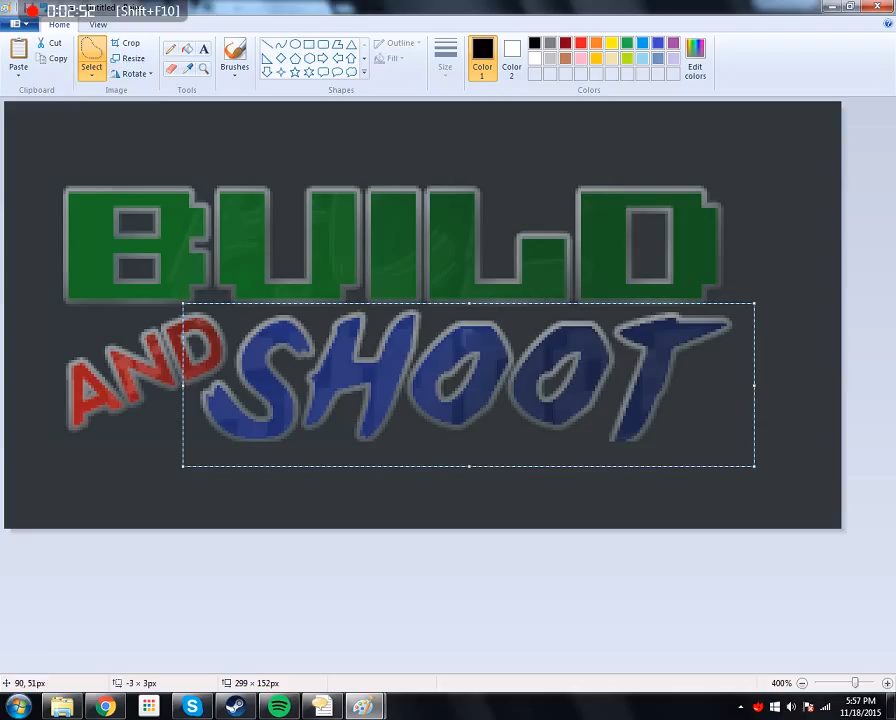 0:02:52 [Shift+F10]
Untitled -
Home View
Paste
Cut
Copy
Clipboard
Select
Crop
Resize
Rotate
Image
Tools
Brushes
Outline
Fill
Shapes
Size
Color 1
Color 2
Edit colors
Colors
BUILD
AND SHOOT
90, 51px
-3 × 3px
299 × 152px
400%
5:57 PM
11/18/2015